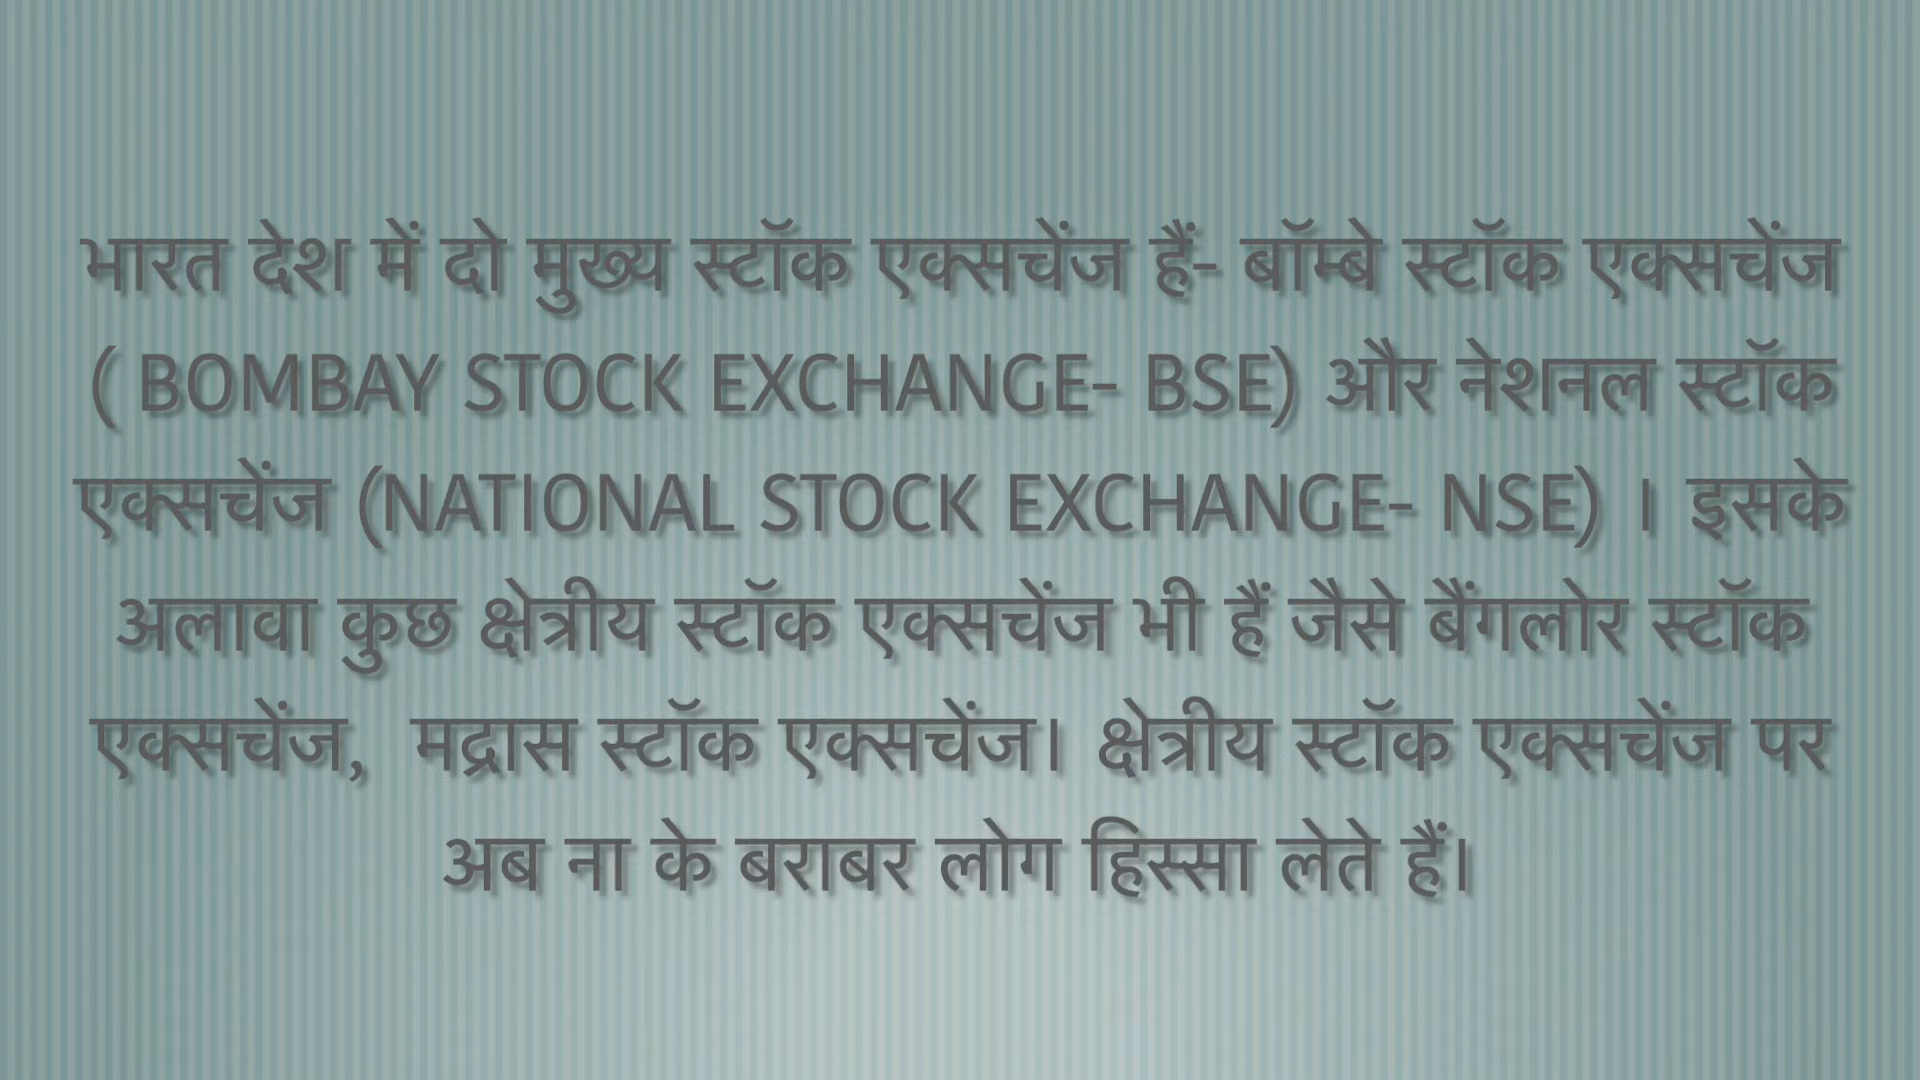 भारत देश में दो मुख्य स्टॉक एक्सचेंज हैं- बॉम्बे स्टॉक एक्सचेंज
( BOMBAY STOCK EXCHANGE- BSE) और नेशनल स्टॉक
एक्सचेंज (NATIONAL STOCK EXCHANGE- NSE) । इसके
अलावा कुछ क्षेत्रीय स्टॉक एक्सचेंज भी हैं जैसे बैंगलोर स्टॉक
एक्सचेंज, मद्रास स्टॉक एक्सचेंज। क्षेत्रीय स्टॉक एक्सचेंज पर
अब ना के बराबर लोग हिस्सा लेते हैं।